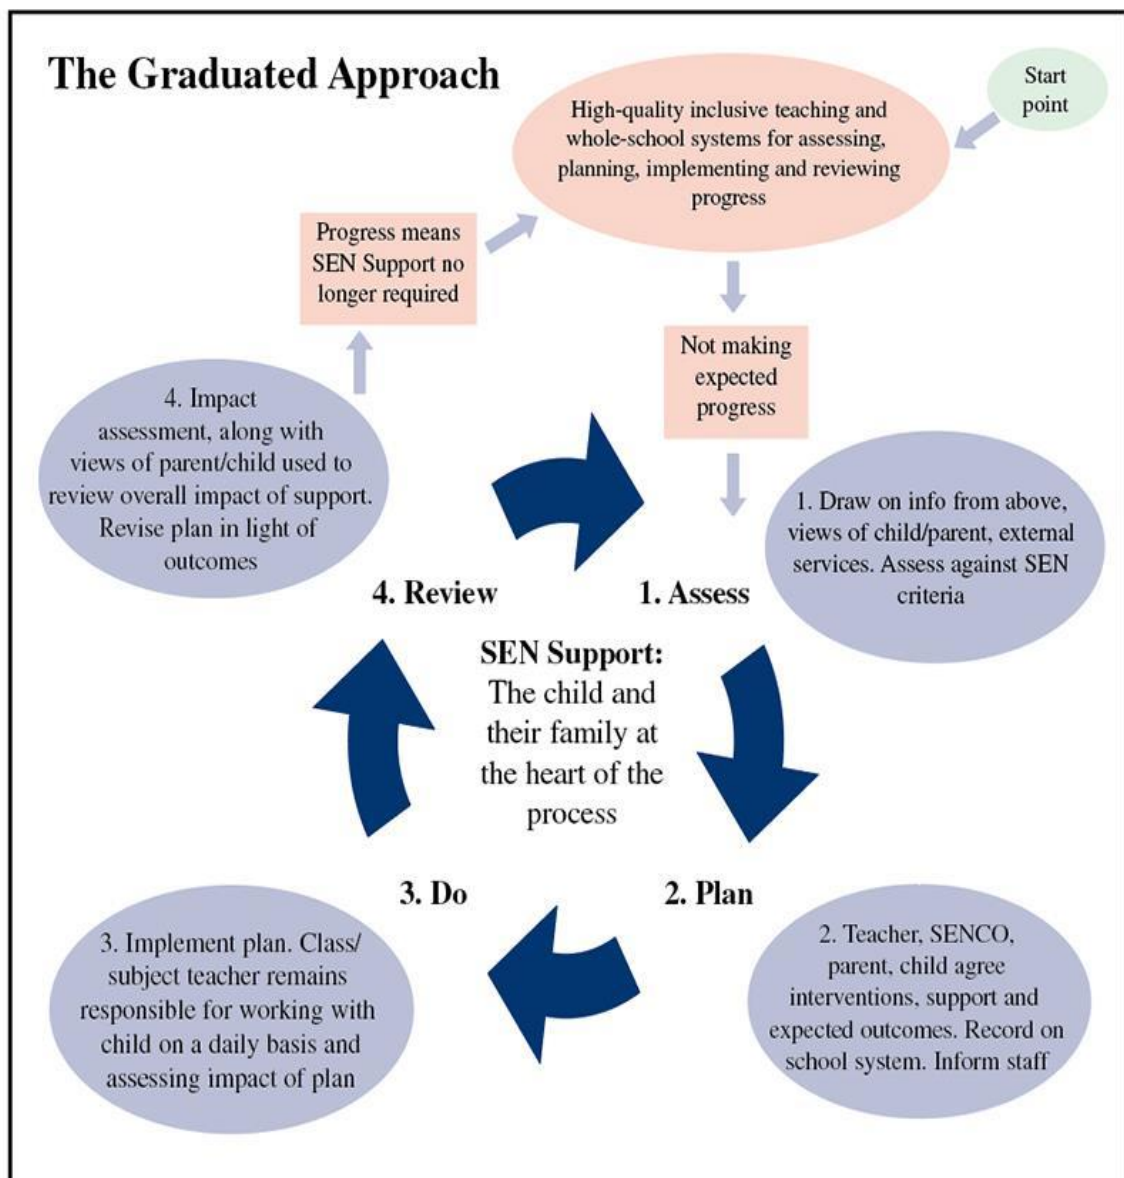 The Graduated Approach
Start
point
High-quality inclusive teaching and
whole-school systems for assessing,
planning, implementing and reviewing
progress
Progress means
SEN Support no
longer required
Not making
expected
progress
4. Impact
assessment, along with
views of parent/child used to
review overall impact of support.
Revise plan in light of
outcomes
1. Draw on info from above,
views of child/parent, external
services. Assess against SEN
criteria
4. Review
1. Assess
SEN Support:
The child and
their family at
the heart of the
process
3. Do
2. Plan
3. Implement plan. Class/
subject teacher remains
responsible for working with
child on a daily basis and
assessing impact of plan
2. Teacher, SENCO,
parent, child agree
interventions, support and
expected outcomes. Record on
school system. Inform staff